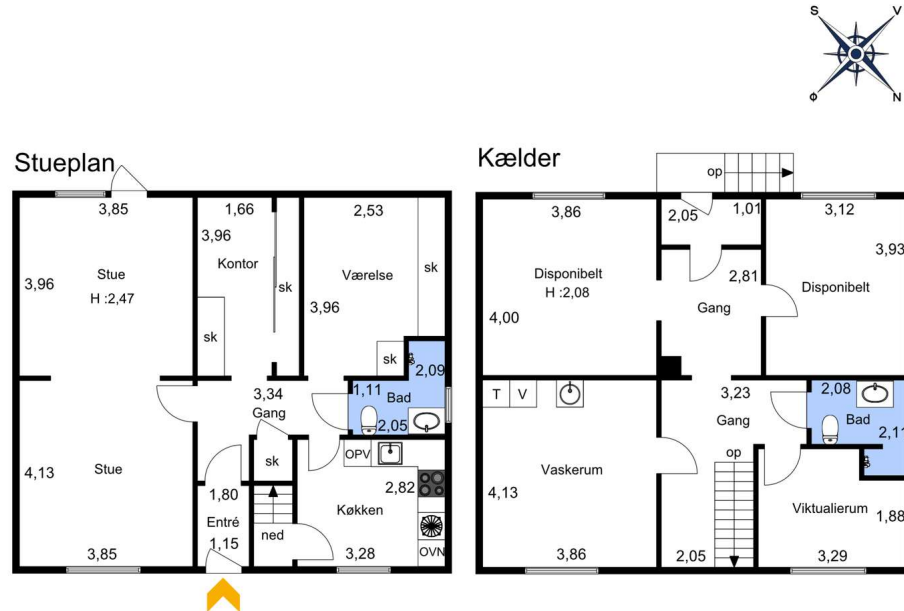 S V
Ø N
Stueplan
3,85
3,96
Stue
H :2,47
1,66
3,96
Kontor
sk
sk
2,53
Værelse
3,96
sk
sk
2,09
1,11
Bad
2,05
3,34
Gang
sk
4,13
Stue
3,85
1,80
Entré
1,15
ned
OPV
2,82
Køkken
3,28
OVN
Kælder
op
3,86
Disponibelt
H :2,08
4,00
2,05
1,01
2,81
Gang
3,12
3,93
Disponibelt
T V
Vaskerum
4,13
3,86
3,23
Gang
op
2,05
2,08
Bad
2,11
Viktualierum
1,88
3,29